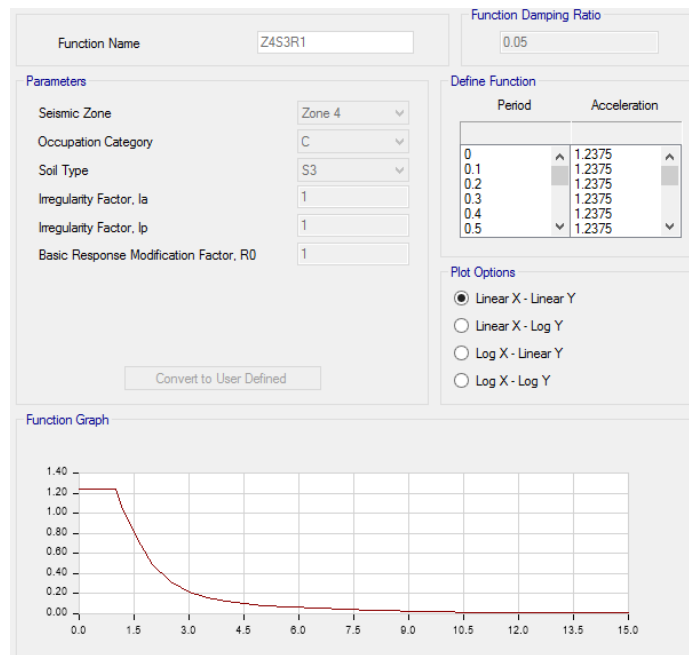 Function Name
Z4S3R1
Function Damping Ratio
0.05
Parameters
Seismic Zone
Zone 4
Occupation Category
C
Soil Type
S3
Irregularity Factor, Ia
1
Irregularity Factor, Ip
1
Basic Response Modification Factor, R0
1
Convert to User Defined
Define Function
Period Acceleration
0 1.2375
0.1 1.2375
0.2 1.2375
0.3 1.2375
0.4 1.2375
0.5 1.2375
Plot Options
Linear X - Linear Y
Linear X - Log Y
Log X - Linear Y
Log X - Log Y
Function Graph
1.40
1.20
1.00
0.80
0.60
0.40
0.20
0.00
0.0 1.5 3.0 4.5 6.0 7.5 9.0 10.5 12.0 13.5 15.0